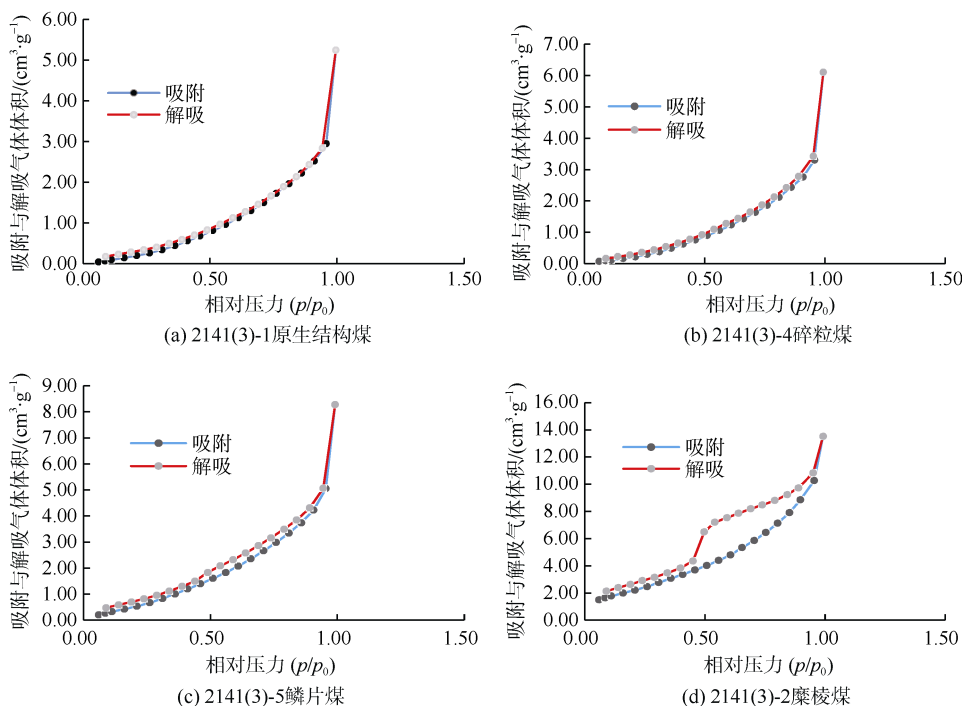 吸附与解吸气体体积/(cm³·g⁻¹)
6.00
5.00
4.00
3.00
2.00
1.00
0.00
吸附
解吸
0.50
1.00
1.50
相对压力 (p/p₀)
(a) 2141(3)-1原生结构煤
吸附与解吸气体体积/(cm³·g⁻¹)
7.00
6.00
5.00
4.00
3.00
2.00
1.00
0.00
吸附
解吸
0.50
1.00
1.50
相对压力 (p/p₀)
(b) 2141(3)-4碎粒煤
吸附与解吸气体体积/(cm³·g⁻¹)
9.00
8.00
7.00
6.00
5.00
4.00
3.00
2.00
1.00
0.00
吸附
解吸
0.50
1.00
1.50
相对压力 (p/p₀)
(c) 2141(3)-5鳞片煤
吸附与解吸气体体积/(cm³·g⁻¹)
16.00
14.00
12.00
10.00
8.00
6.00
4.00
2.00
0.00
吸附
解吸
0.50
1.00
1.50
相对压力 (p/p₀)
(d) 2141(3)-2糜棱煤